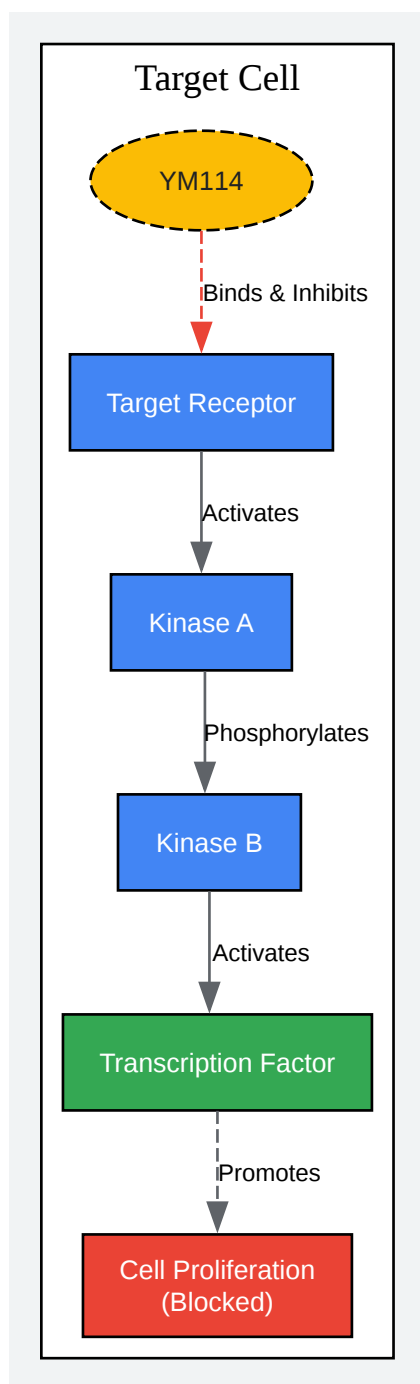 Target Cell
YM114
Binds & Inhibits
Target Receptor
Activates
Kinase A
Phosphorylates
Kinase B
Activates
Transcription Factor
Promotes
Cell Proliferation
(Blocked)